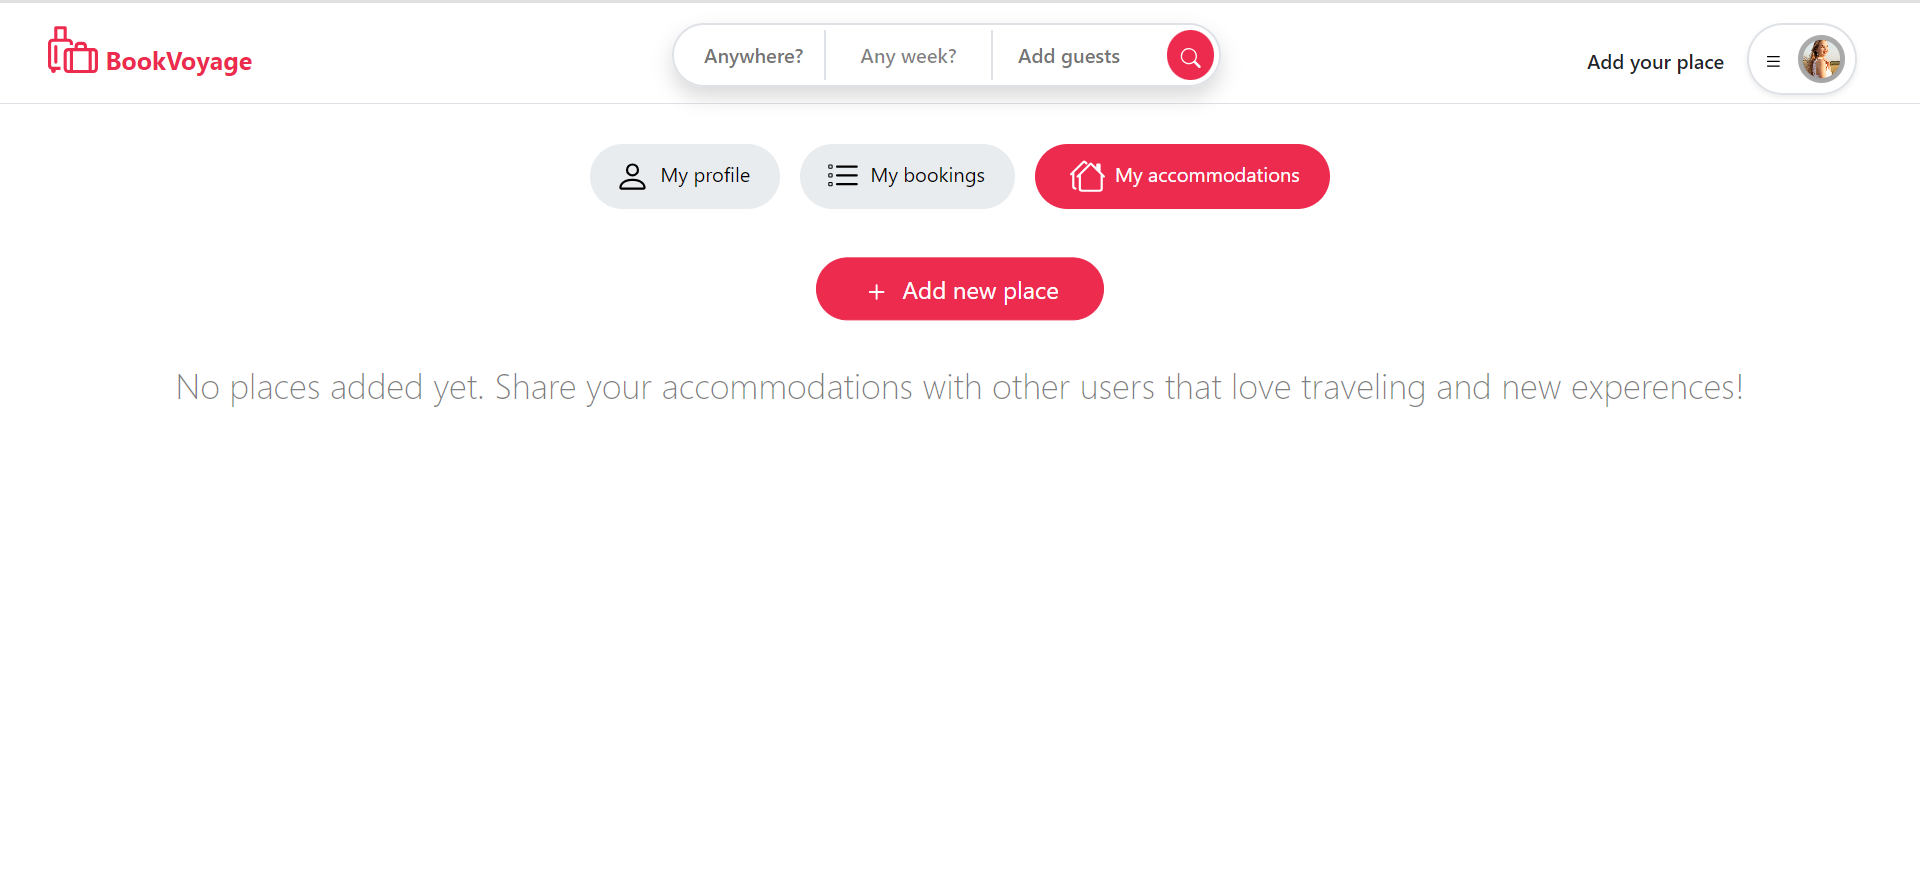 BookVoyage
Anywhere? Any week? Add guests
Add your place
My profile My bookings My accommodations
+ Add new place
No places added yet. Share your accommodations with other users that love traveling and new experences!